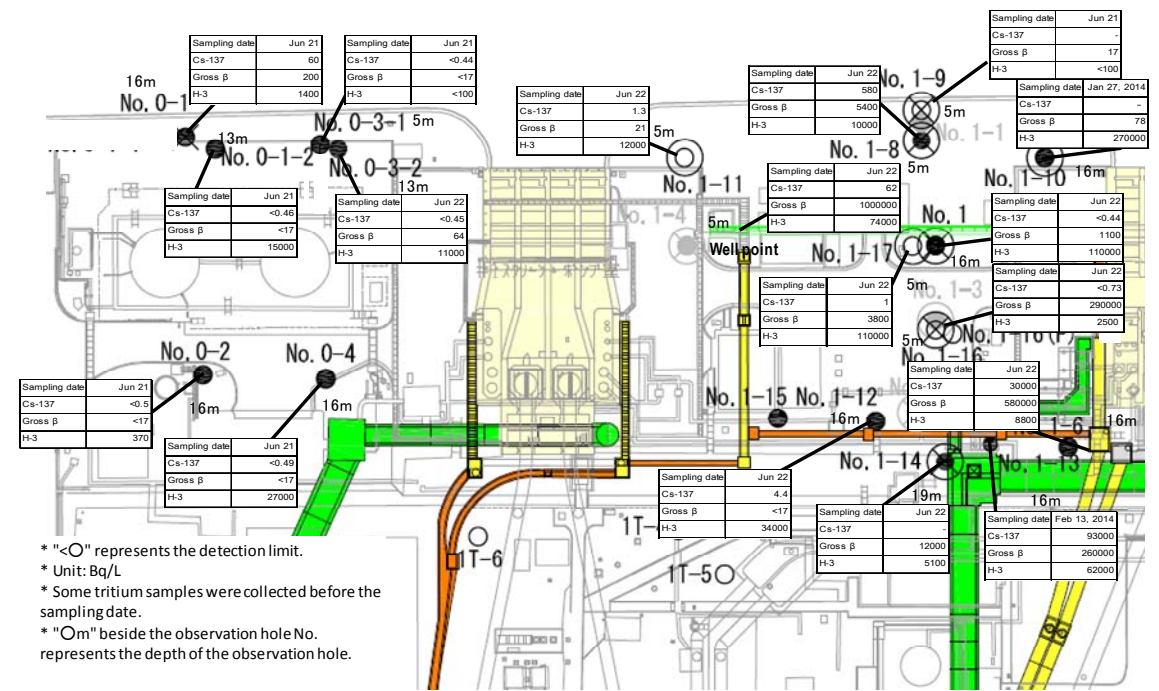 Sampling date Jun 21
Cs-137 60
Gross β 200
H-3 1400
Sampling date Jun 21
Cs-137 <0.44
Gross β <17
H-3 <100
Sampling date Jun 22
Cs-137 1.3
Gross β 21
H-3 12000
Sampling date Jun 22
Cs-137 580
Gross β 5400
H-3 10000
Sampling date Jun 21
Cs-137 -
Gross β 17
H-3 <100
Sampling date Jan 27, 2014
Cs-137 -
Gross β 78
H-3 270000
16m
No. 0-1
13m
No. 0-1-2
No. 0-3-1
5m
No. 0-3-2
13m
5m
No. 1-11
No. 1-9
5m
No. 1-1
No. 1-8
5m
No. 1-10
16m
Sampling date Jun 21
Cs-137 <0.46
Gross β <17
H-3 15000
Sampling date Jun 22
Cs-137 <0.45
Gross β 64
H-3 11000
Sampling date Jun 22
Cs-137 62
Gross β 1000000
H-3 74000
Sampling date Jun 22
Cs-137 <0.44
Gross β 1100
H-3 110000
No. 1-4
5m
Well point
No. 1-17
No. 1
16m
5m
No. 1-3
Sampling date Jun 22
Cs-137 1
Gross β 3800
H-3 110000
Sampling date Jun 22
Cs-137 <0.73
Gross β 290000
H-3 2500
5m
No. 1-16(P)
No. 1-16
No. 0-2
16m
No. 0-4
16m
Sampling date Jun 21
Cs-137 <0.5
Gross β <17
H-3 370
Sampling date Jun 21
Cs-137 <0.49
Gross β <17
H-3 27000
Sampling date Jun 22
Cs-137 30000
Gross β 580000
H-3 8800
No. 1-15
No. 1-12
16m
1-6
16m
No. 1-14
19m
No. 1-13
16m
Sampling date Jun 22
Cs-137 4.4
Gross β <17
H-3 34000
Sampling date Jun 22
Cs-137 -
Gross β 12000
H-3 5100
Sampling date Feb 13, 2014
Cs-137 93000
Gross β 260000
H-3 62000
1T-6
1T-
1T-5
* "<○" represents the detection limit.
* Unit: Bq/L
* Some tritium samples were collected before the
sampling date.
* "○m" beside the observation hole No.
represents the depth of the observation hole.